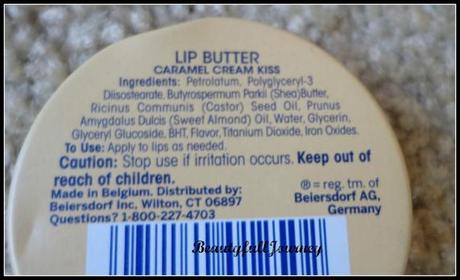 LIP BUTTER
CARAMEL CREAM KISS
Ingredients: Petrolatum, Polyglyceryl-3
Diisostearate, Butyrospermum Parkii (Shea)Butter,
Ricinus Communis (Castor) Seed Oil, Prunus
Amygdalus Dulcis (Sweet Almond) Oil, Water, Glycerin,
Glyceryl Glucoside, BHT, Flavor, Titanium Dioxide, Iron Oxides.
To Use: Apply to lips as needed.
Caution: Stop use if irritation occurs. Keep out of
reach of children.
Made in Belgium. Distributed by:
Beiersdorf Inc, Wilton, CT 06897
Questions? 1-800-227-4703
® = reg. tm. of
Beiersdorf AG,
Germany
BeautyfullJourney